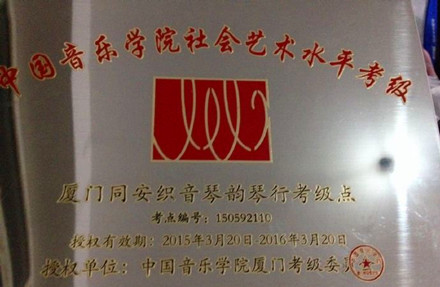 中国音乐学院社会艺术水平考级
厦门同安织音琴韵琴行考级点
考点编号：150592110
授权有效期：2015年3月20日-2016年3月20日
授权单位：中国音乐学院厦门考级委